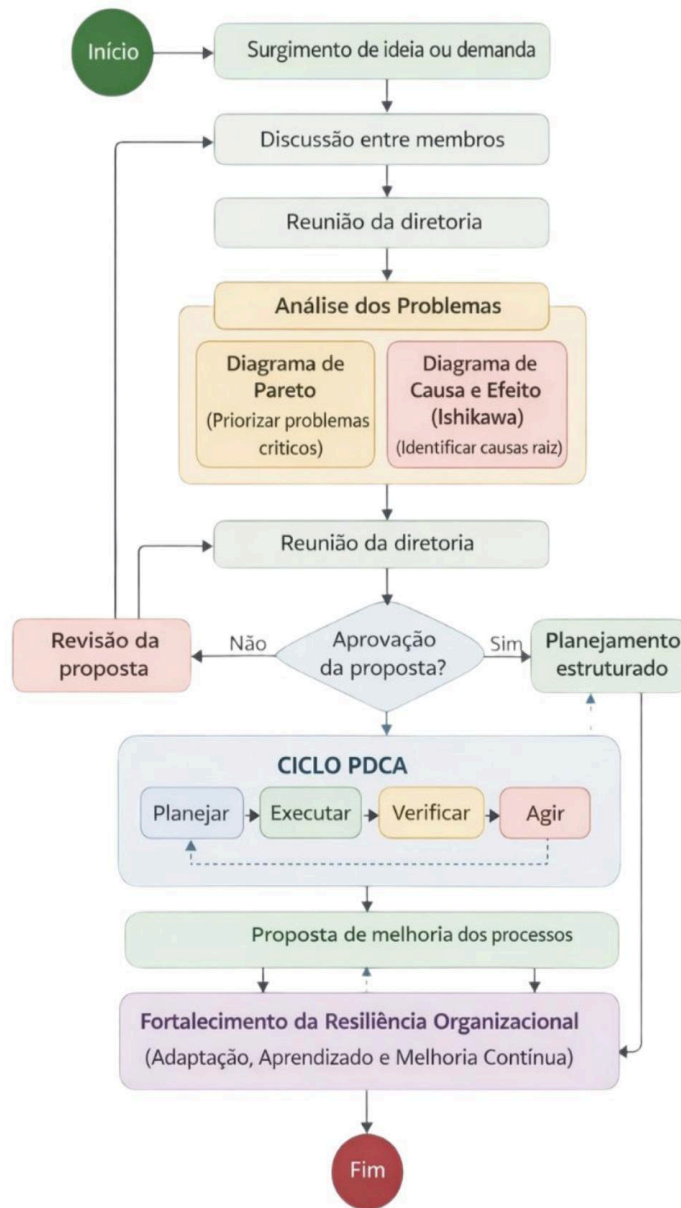 Início
Surgimento de ideia ou demanda
Discussão entre membros
Reunião da diretoria
Análise dos Problemas
Diagrama de
Pareto
(Priorizar problemas
criticos)
Diagrama de
Causa e Efeito
(Ishikawa)
(Identificar causas raiz)
Reunião da diretoria
Revisão da
proposta
Não
Aprovação
da proposta?
Sim
Planejamento
estruturado
CICLO PDCA
Planejar
Executar
Verificar
Agir
Proposta de melhoria dos processos
Fortalecimento da Resiliência Organizacional
(Adaptação, Aprendizado e Melhoria Contínua)
Fim